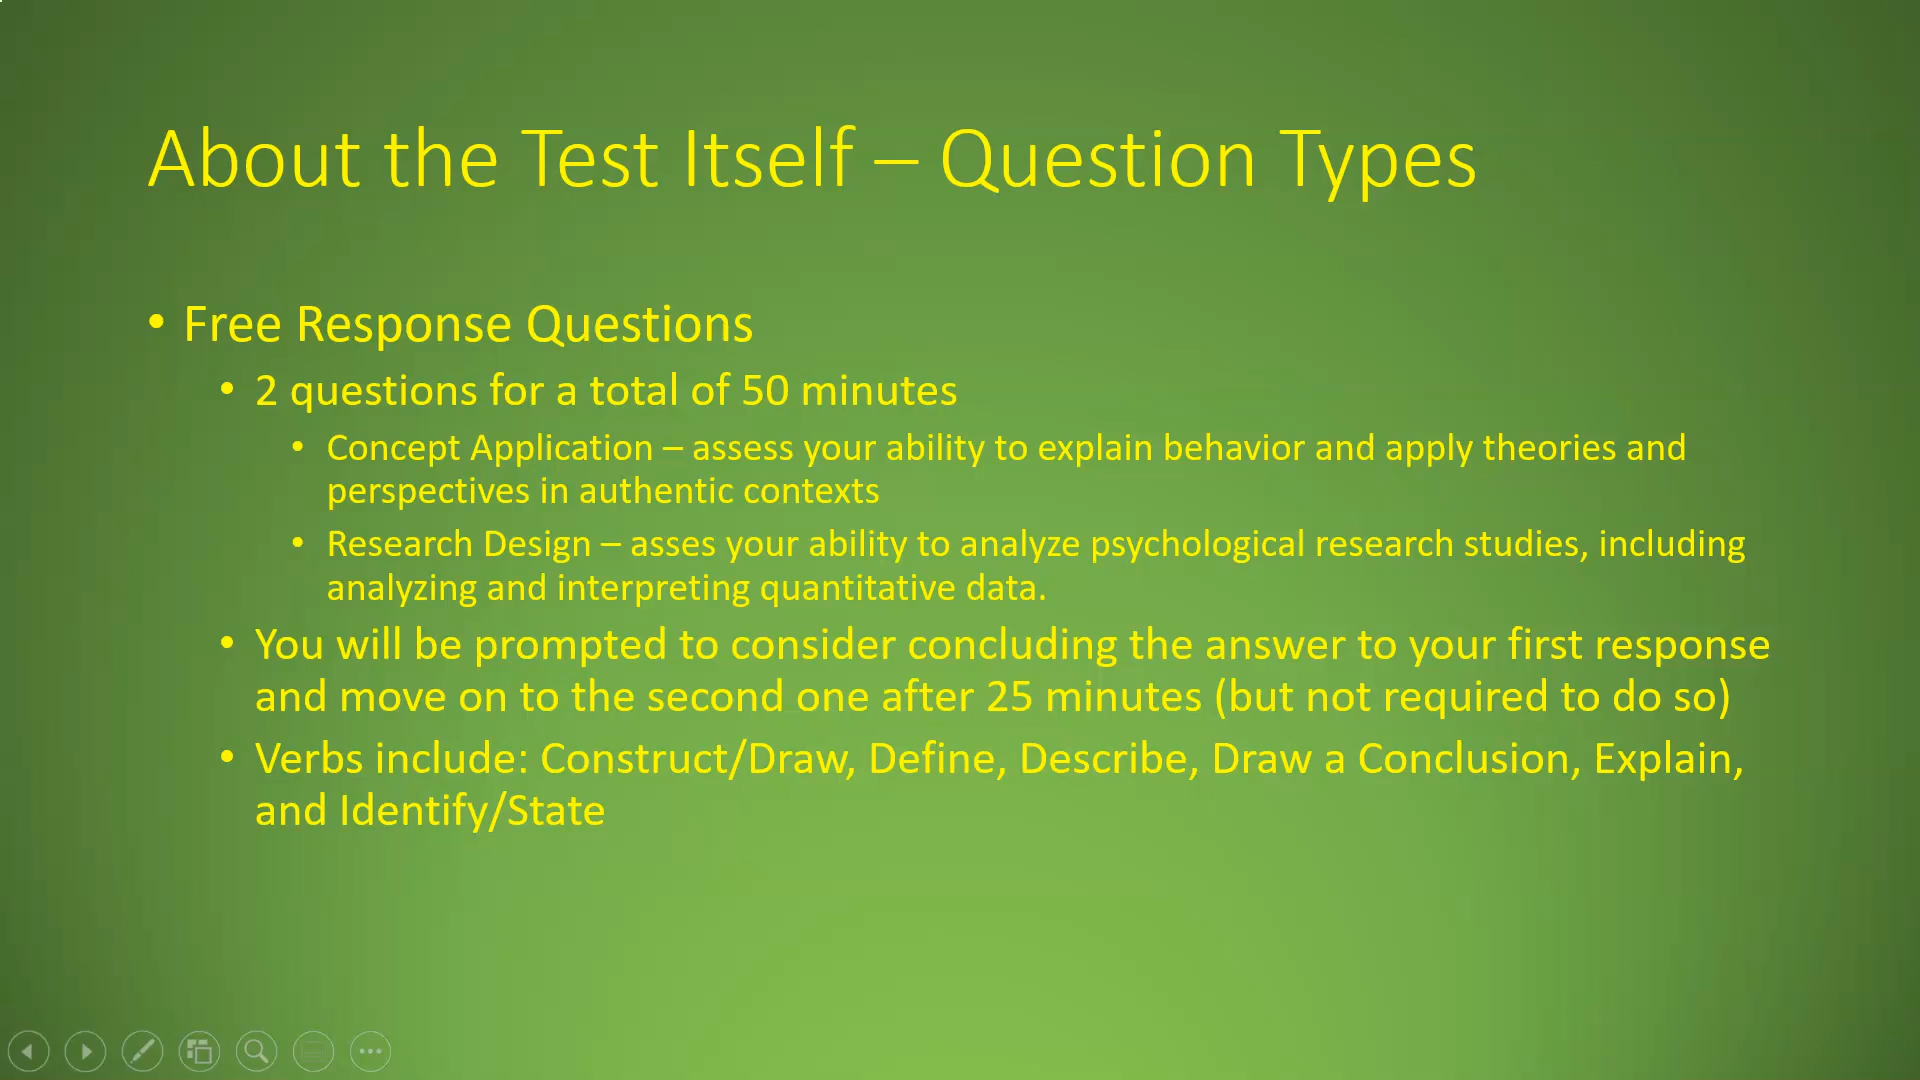 About the Test Itself – Question Types
• Free Response Questions
• 2 questions for a total of 50 minutes
• Concept Application – assess your ability to explain behavior and apply theories and
perspectives in authentic contexts
• Research Design – asses your ability to analyze psychological research studies, including
analyzing and interpreting quantitative data.
• You will be prompted to consider concluding the answer to your first response
and move on to the second one after 25 minutes (but not required to do so)
• Verbs include: Construct/Draw, Define, Describe, Draw a Conclusion, Explain,
and Identify/State